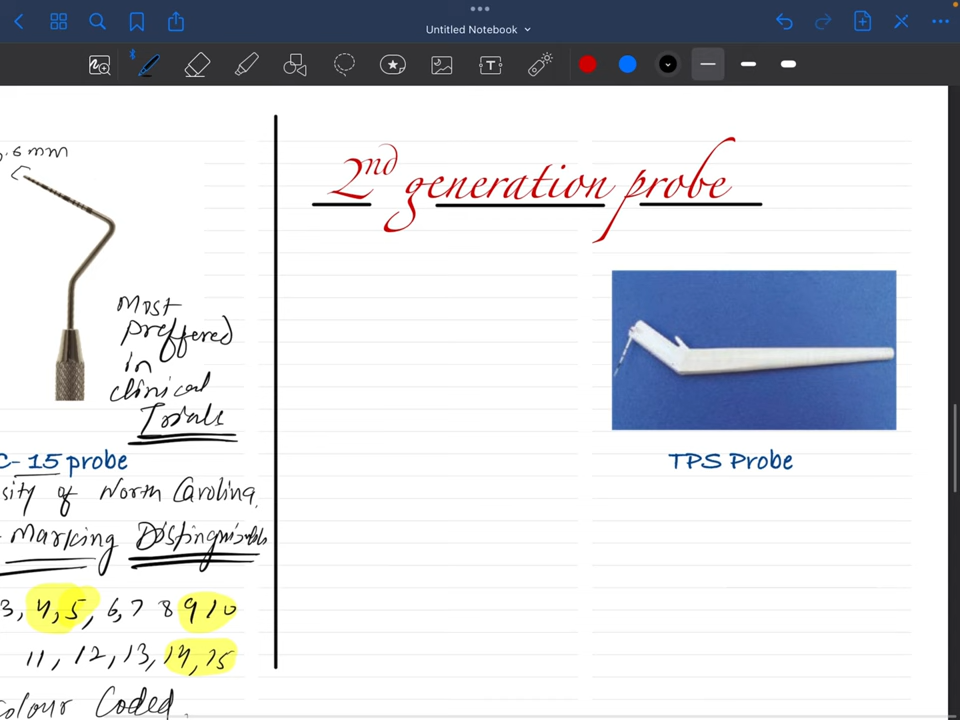 Untitled Notebook
.6 mm
2nd generation probe
Most
preffered
in
clinical
Trials
C- 15 probe
TPS Probe
sity of North Carolina,
- Marking Distinguishable
3, 4, 5, 6, 7 8 9 10
11, 12, 13, 14, 15
colour Coded.